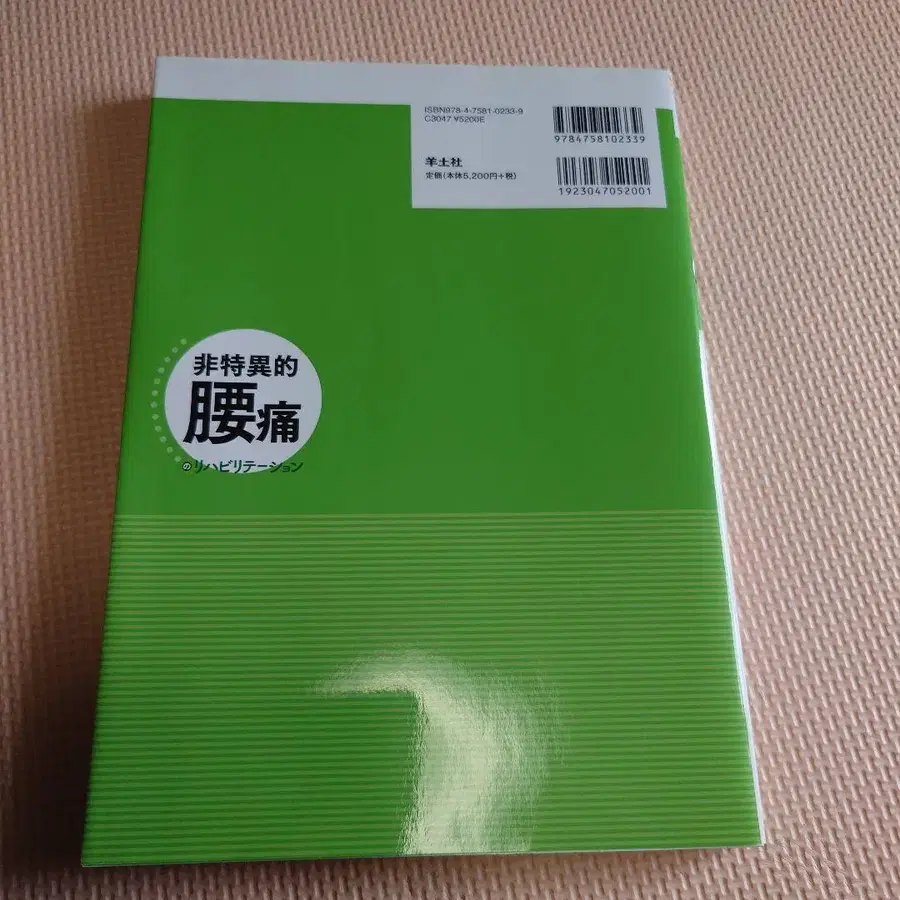 ISBN978-4-7581-0233-9
C3047 ¥5200E
9784758102339
羊土社
定価(本体5,200円+税)
1923047052001
非特異的
腰痛
のリハビリテーション